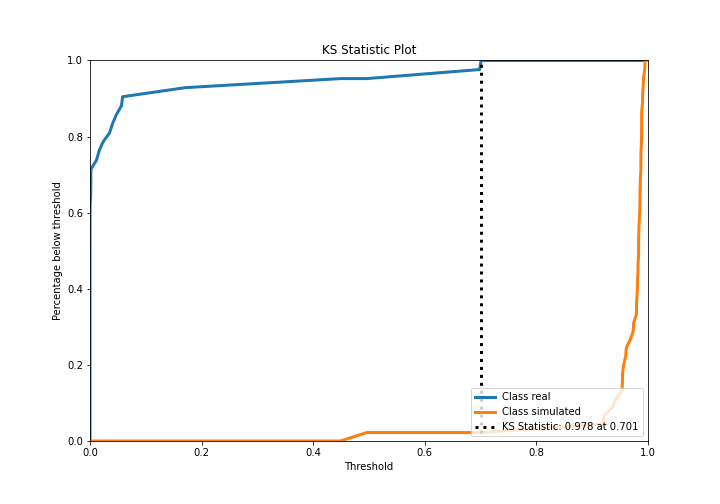 KS Statistic Plot
1.0
0.8
0.6
0.4
0.2
0.0
Percentage below threshold
Class real
Class simulated
KS Statistic 0.978 at 0.701
0.0 0.2 0.4 0.6 0.8 1.0
Threshold